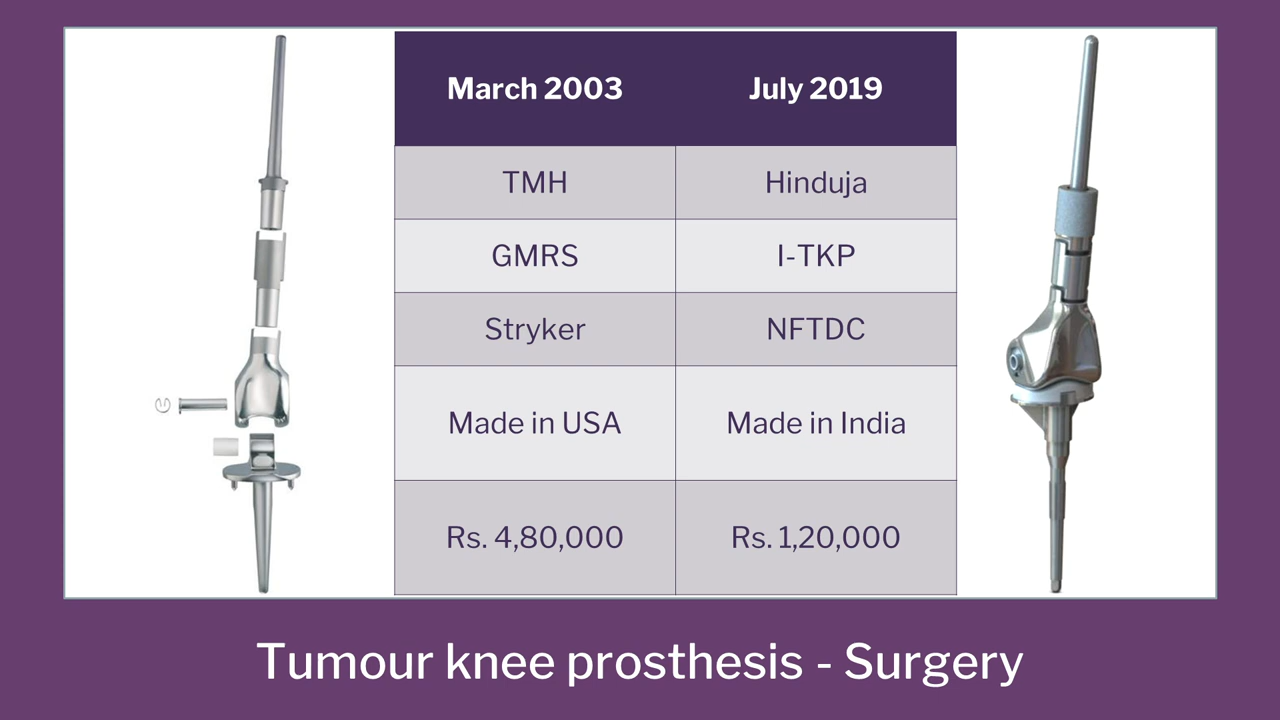 March 2003 July 2019
TMH Hinduja
GMRS I-TKP
Stryker NFTDC
Made in USA Made in India
Rs. 4,80,000 Rs. 1,20,000
Tumour knee prosthesis - Surgery